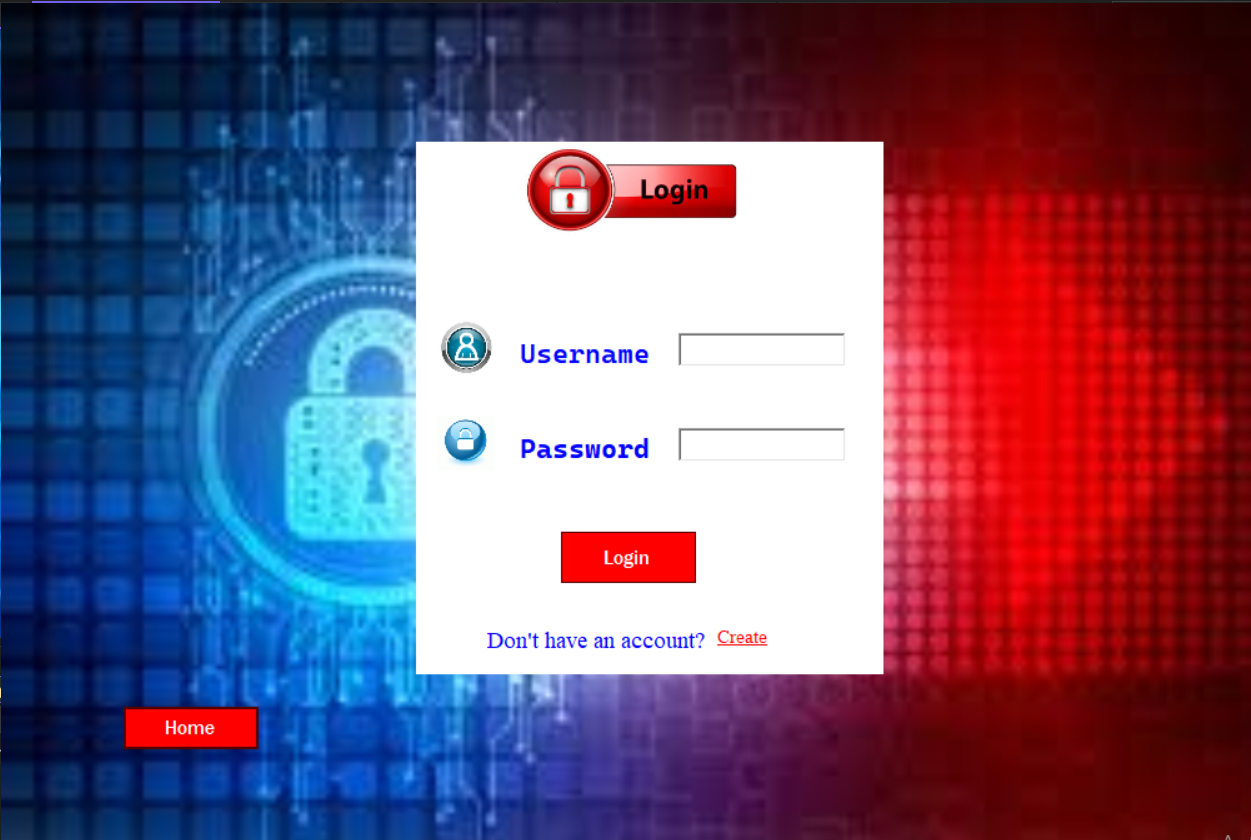 Login
Username
Password
Login
Don't have an account? Create
Home